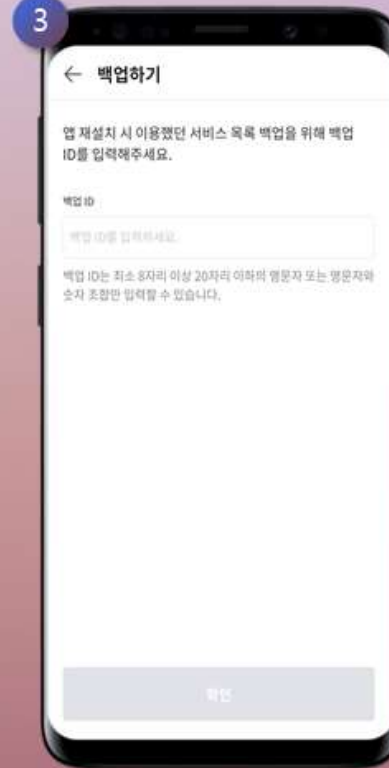 3
← 백업하기
앱 재설치 시 이용했던 서비스 목록 백업을 위해 백업
ID를 입력해주세요.
백업 ID
백업 ID를 입력하세요.
백업 ID는 최소 8자리 이상 20자리 이하의 영문자 또는 영문자와
숫자 조합만 입력할 수 있습니다.
확인